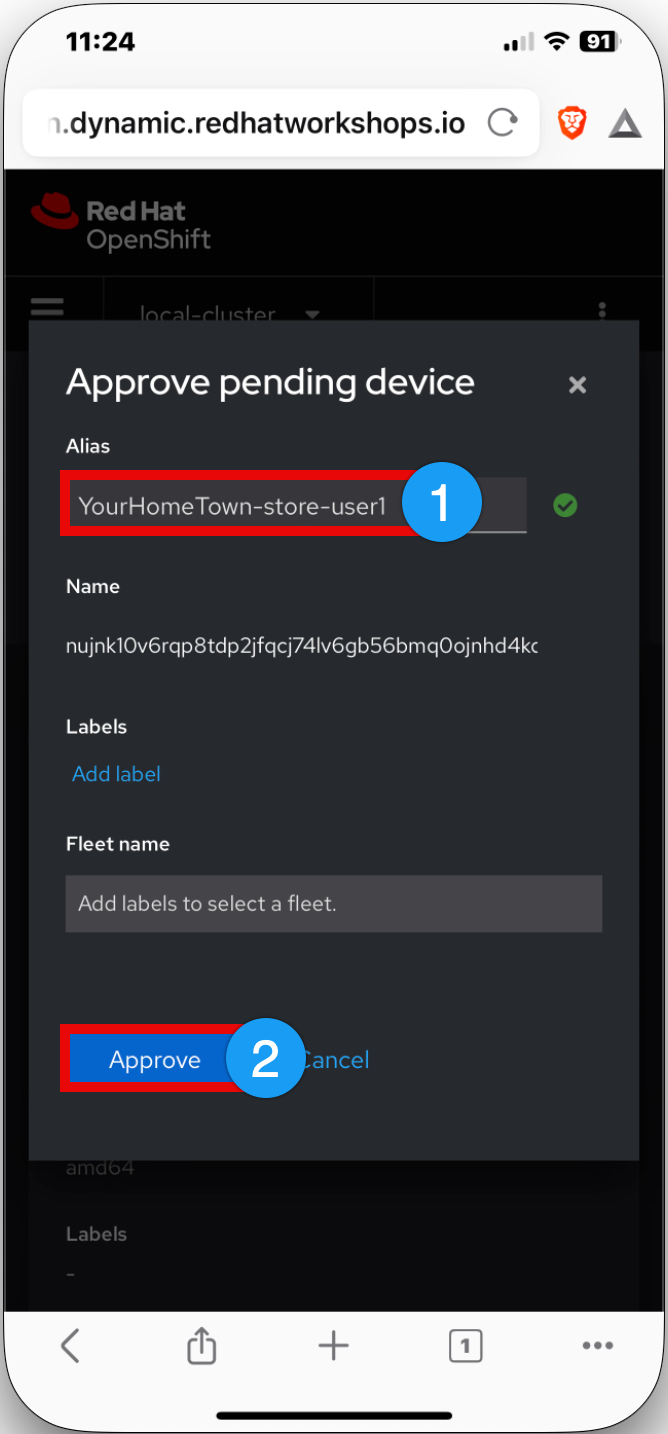 11:24
91
n.dynamic.redhatworkshops.io
Red Hat
OpenShift
local-cluster
Approve pending device
Alias
YourHomeTown-store-user1
1
Name
Labels
Add label
Fleet name
Add labels to select a fleet.
Approve
2
Cancel
amd64
Labels
-
1